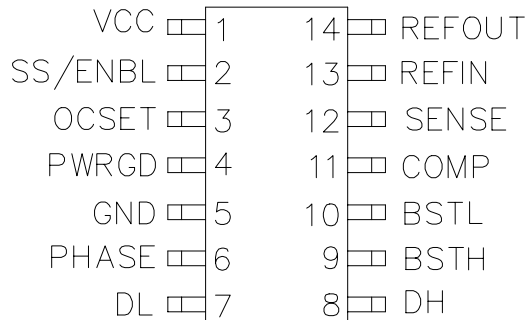 VCC 1 14 REFOUT
SS/ENBL 2 13 REFIN
OCSET 3 12 SENSE
PWRGD 4 11 COMP
GND 5 10 BSTL
PHASE 6 9 BSTH
DL 7 8 DH